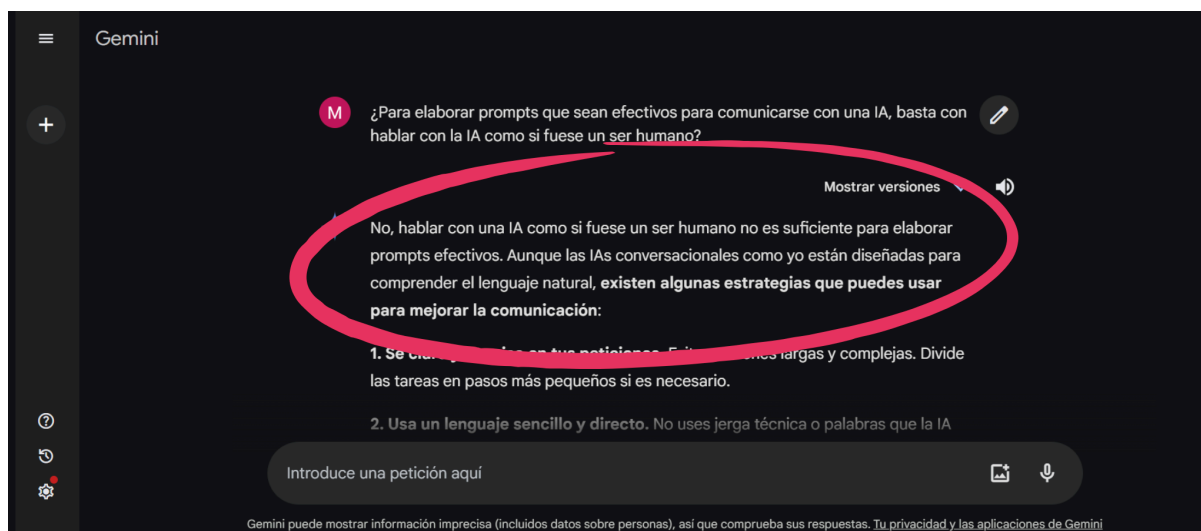 Gemini
M
¿Para elaborar prompts que sean efectivos para comunicarse con una IA, basta con
hablar con la IA como si fuese un ser humano?
Mostrar versiones
No, hablar con una IA como si fuese un ser humano no es suficiente para elaborar
prompts efectivos. Aunque las IAs conversacionales como yo están diseñadas para
comprender el lenguaje natural, existen algunas estrategias que puedes usar
para mejorar la comunicación:
1. Se en tus peticiones. largas y complejas. Divide
las tareas en pasos más pequeños si es necesario.
2. Usa un lenguaje sencillo y directo. No uses jerga técnica o palabras que la IA
Introduce una petición aquí
Gemini puede mostrar información imprecisa (incluidos datos sobre personas), así que comprueba sus respuestas. Tu privacidad y las aplicaciones de Gemini